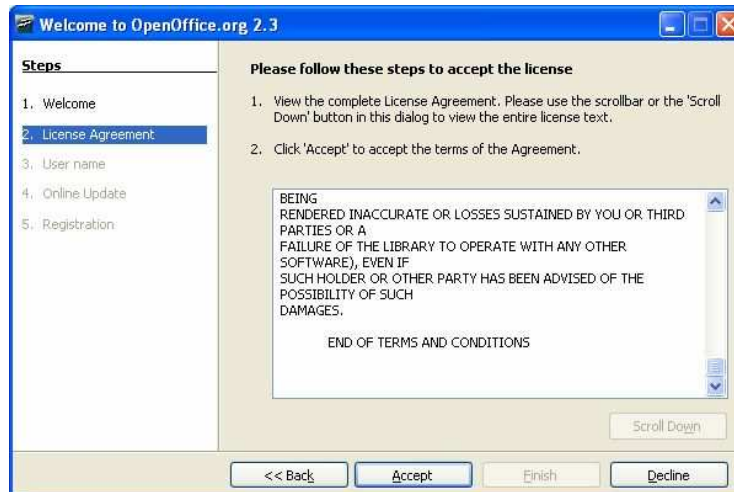 Welcome to OpenOffice.org 2.3
Steps
1. Welcome
2. License Agreement
3. User name
4. Online Update
5. Registration
Please follow these steps to accept the license
1. View the complete License Agreement. Please use the scrollbar or the 'Scroll
Down' button in this dialog to view the entire license text.
2. Click 'Accept' to accept the terms of the Agreement.
BEING
RENDERED INACCURATE OR LOSSES SUSTAINED BY YOU OR THIRD
PARTIES OR A
FAILURE OF THE LIBRARY TO OPERATE WITH ANY OTHER
SOFTWARE), EVEN IF
SUCH HOLDER OR OTHER PARTY HAS BEEN ADVISED OF THE
POSSIBILITY OF SUCH
DAMAGES.
END OF TERMS AND CONDITIONS
Scroll Down
<< Back Accept Finish Decline